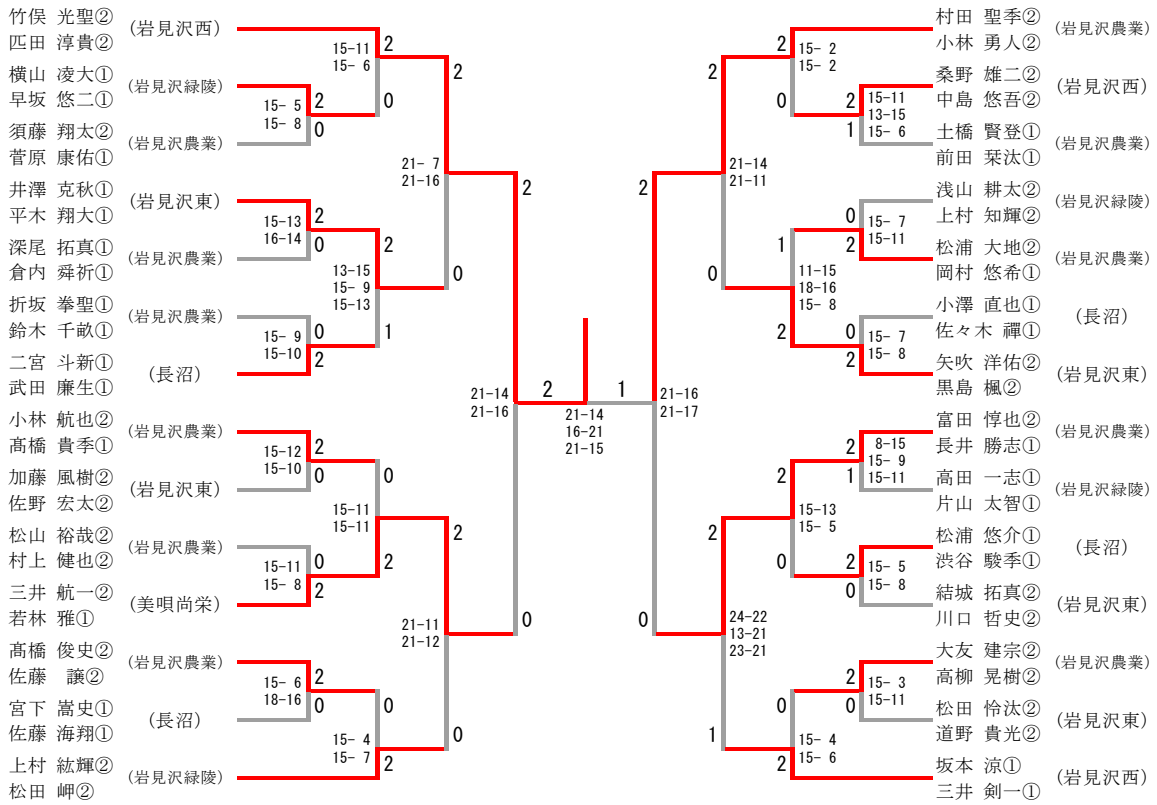 竹俣 光聖②
匹田 淳貴②
(岩見沢西)
横山 凌大①
早坂 悠二①
(岩見沢緑陵)
須藤 翔太②
菅原 康佑①
(岩見沢農業)
井澤 克秋①
平木 翔大①
(岩見沢東)
深尾 拓真①
倉内 舜祈①
(岩見沢農業)
折坂 奉聖①
鈴木 千畝①
(岩見沢農業)
二宮 斗新①
武田 廉生①
(長沼)
小林 航也②
髙橋 貴季①
(岩見沢農業)
加藤 風樹②
佐野 宏太②
(岩見沢東)
松山 裕哉②
村上 健也②
(岩見沢農業)
三井 航一②
若林 雅①
(美唄尚栄)
髙橋 俊史②
佐藤 譲②
(岩見沢農業)
宮下 嵩史①
佐藤 海翔①
(長沼)
上村 紘輝②
松田 岬②
(岩見沢緑陵)
15-11
15- 6
2
0
15- 5
15- 8
2
0
21- 7
21-16
2
0
15-13
16-14
2
0
13-15
15- 9
15-13
2
1
15- 9
15-10
0
2
21-14
21-16
2
0
15-12
15-10
2
0
15-11
15-11
0
2
15-11
15- 8
0
2
21-11
21-12
2
0
15- 6
18-16
2
0
15- 4
15- 7
0
2
2
1
21-14
16-21
21-15
21-16
21-17
2
0
21-14
21-11
2
0
15- 2
15- 2
2
0
15-11
13-15
15- 6
2
1
15- 7
15-11
0
2
11-15
18-16
15- 8
1
2
15- 7
15- 8
0
2
8-15
15- 9
15-11
2
1
15-13
15- 5
2
0
15- 5
15- 8
2
0
24-22
13-21
23-21
2
1
15- 3
15-11
2
0
15- 4
15- 6
0
2
村田 聖季②
小林 勇人②
(岩見沢農業)
桑野 雄二②
中島 悠吾②
(岩見沢西)
土橋 賢登①
前田 栞汰①
(岩見沢農業)
浅山 耕太②
上村 知輝②
(岩見沢緑陵)
松浦 大地②
岡村 悠希①
(岩見沢農業)
小澤 直也①
佐々木 禪①
(長沼)
矢吹 洋佑②
黒島 楓②
(岩見沢東)
富田 惇也②
長井 勝志①
(岩見沢農業)
高田 一志①
片山 太智①
(岩見沢緑陵)
松浦 悠介①
渋谷 駿季①
(長沼)
結城 拓真②
川口 哲史②
(岩見沢東)
大友 建宗②
高柳 晃樹②
(岩見沢農業)
松田 怜汰②
道野 貴光②
(岩見沢東)
坂本 涼①
三井 剣一①
(岩見沢西)